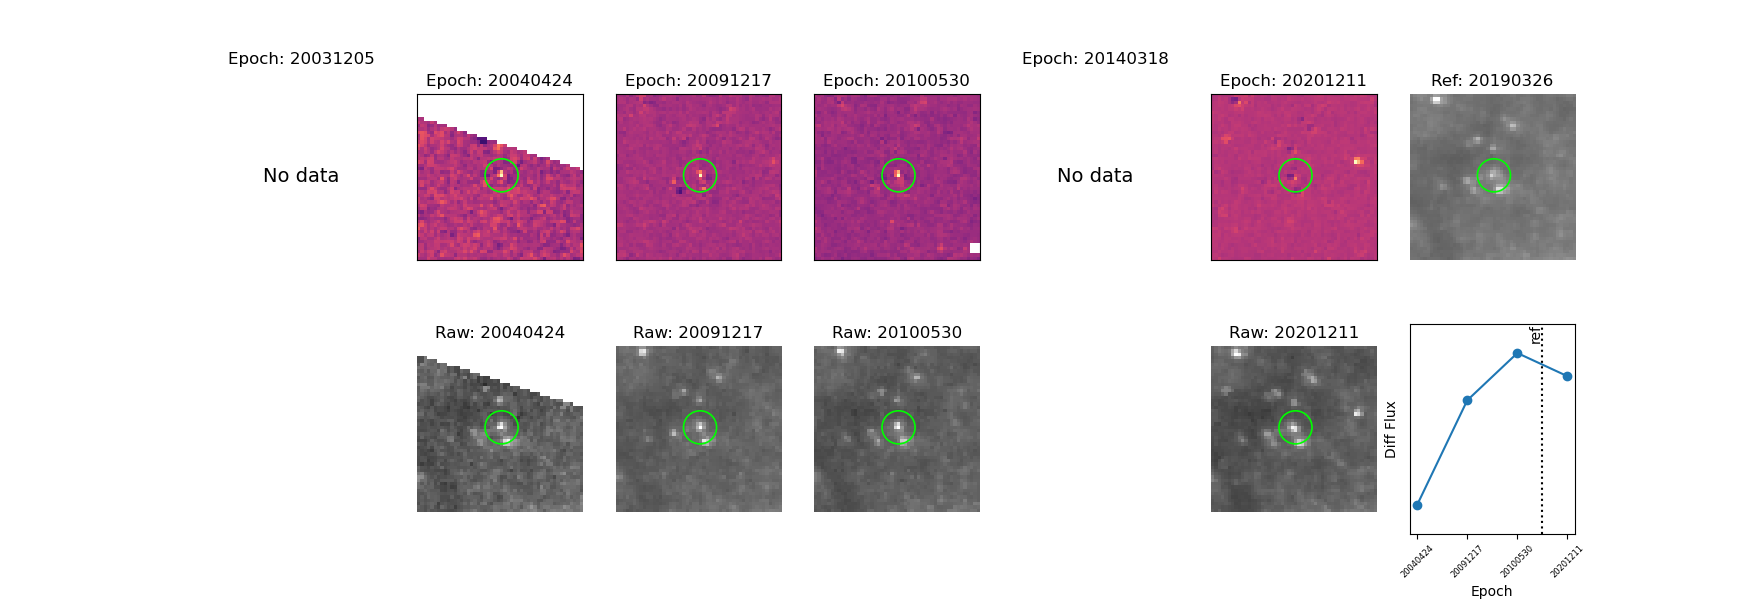 Epoch: 20031205
Epoch: 20140318
Epoch: 20040424
Epoch: 20091217
Epoch: 20100530
Epoch: 20201211
Ref: 20190326
No data
No data
Raw: 20040424
Raw: 20091217
Raw: 20100530
Raw: 20201211
ref
Diff Flux
20040424
20091217
20100530
20201211
Epoch